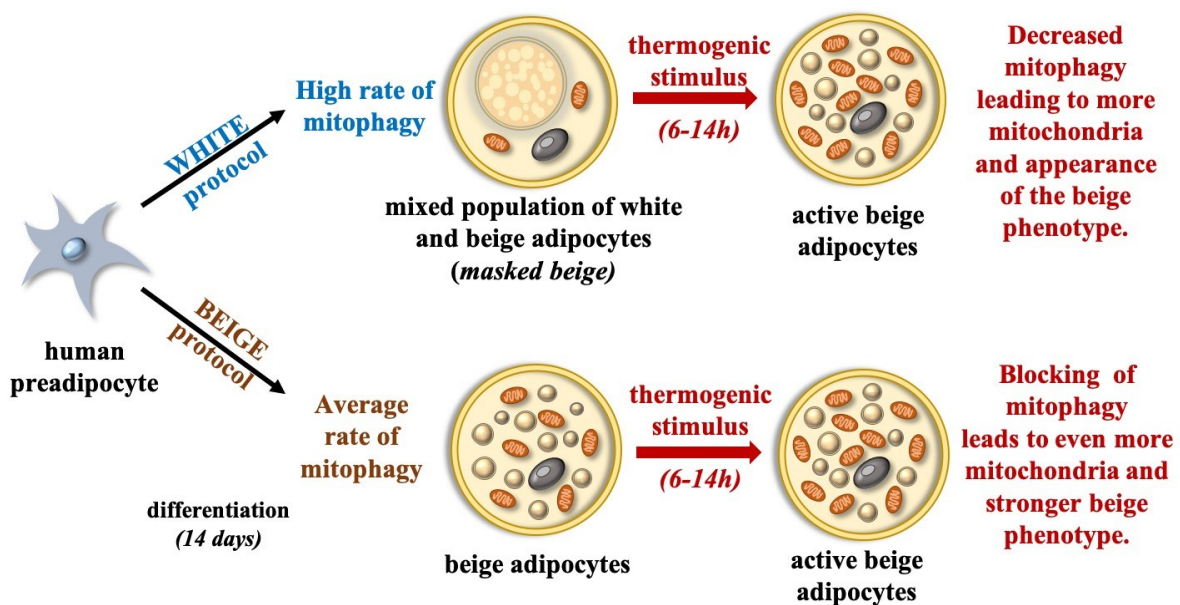 human
preadipocyte
WHITE
protocol
BEIGE
protocol
differentiation
(14 days)
High rate of
mitophagy
mixed population of white
and beige adipocytes
(masked beige)
thermogenic
stimulus
(6-14h)
active beige
adipocytes
Decreased
mitophagy
leading to more
mitochondria
and appearance
of the beige
phenotype.
Average
rate of
mitophagy
beige adipocytes
thermogenic
stimulus
(6-14h)
active beige
adipocytes
Blocking of
mitophagy
leads to even more
mitochondria and
stronger beige
phenotype.